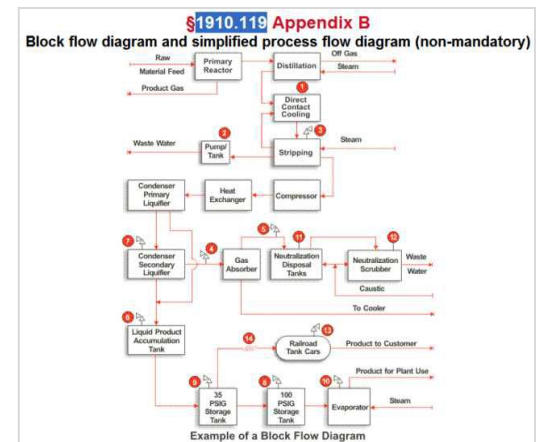 §1910.119 Appendix B
Block flow diagram and simplified process flow diagram (non-mandatory)
Raw
Material Feed
Primary
Reactor
Distillation
Off Gas
Steam
Product Gas
1
Direct
Contact
Cooling
2
3
Waste Water
Pump/
Tank
Stripping
Steam
Condenser
Primary
Liquifier
Heat
Exchanger
Compressor
7
4
5
11
12
Condenser
Secondary
Liquifier
Gas
Absorber
Neutralization
Disposal
Tanks
Neutralization
Scrubber
Waste
Water
Caustic
To Cooler
6
Liquid Product
Accumulation
Tank
14
13
Railroad
Tank Cars
Product to Customer
Product for Plant Use
9
8
10
35
PSIG
Storage
Tank
100
PSIG
Storage
Tank
Evaporator
Steam
Example of a Block Flow Diagram